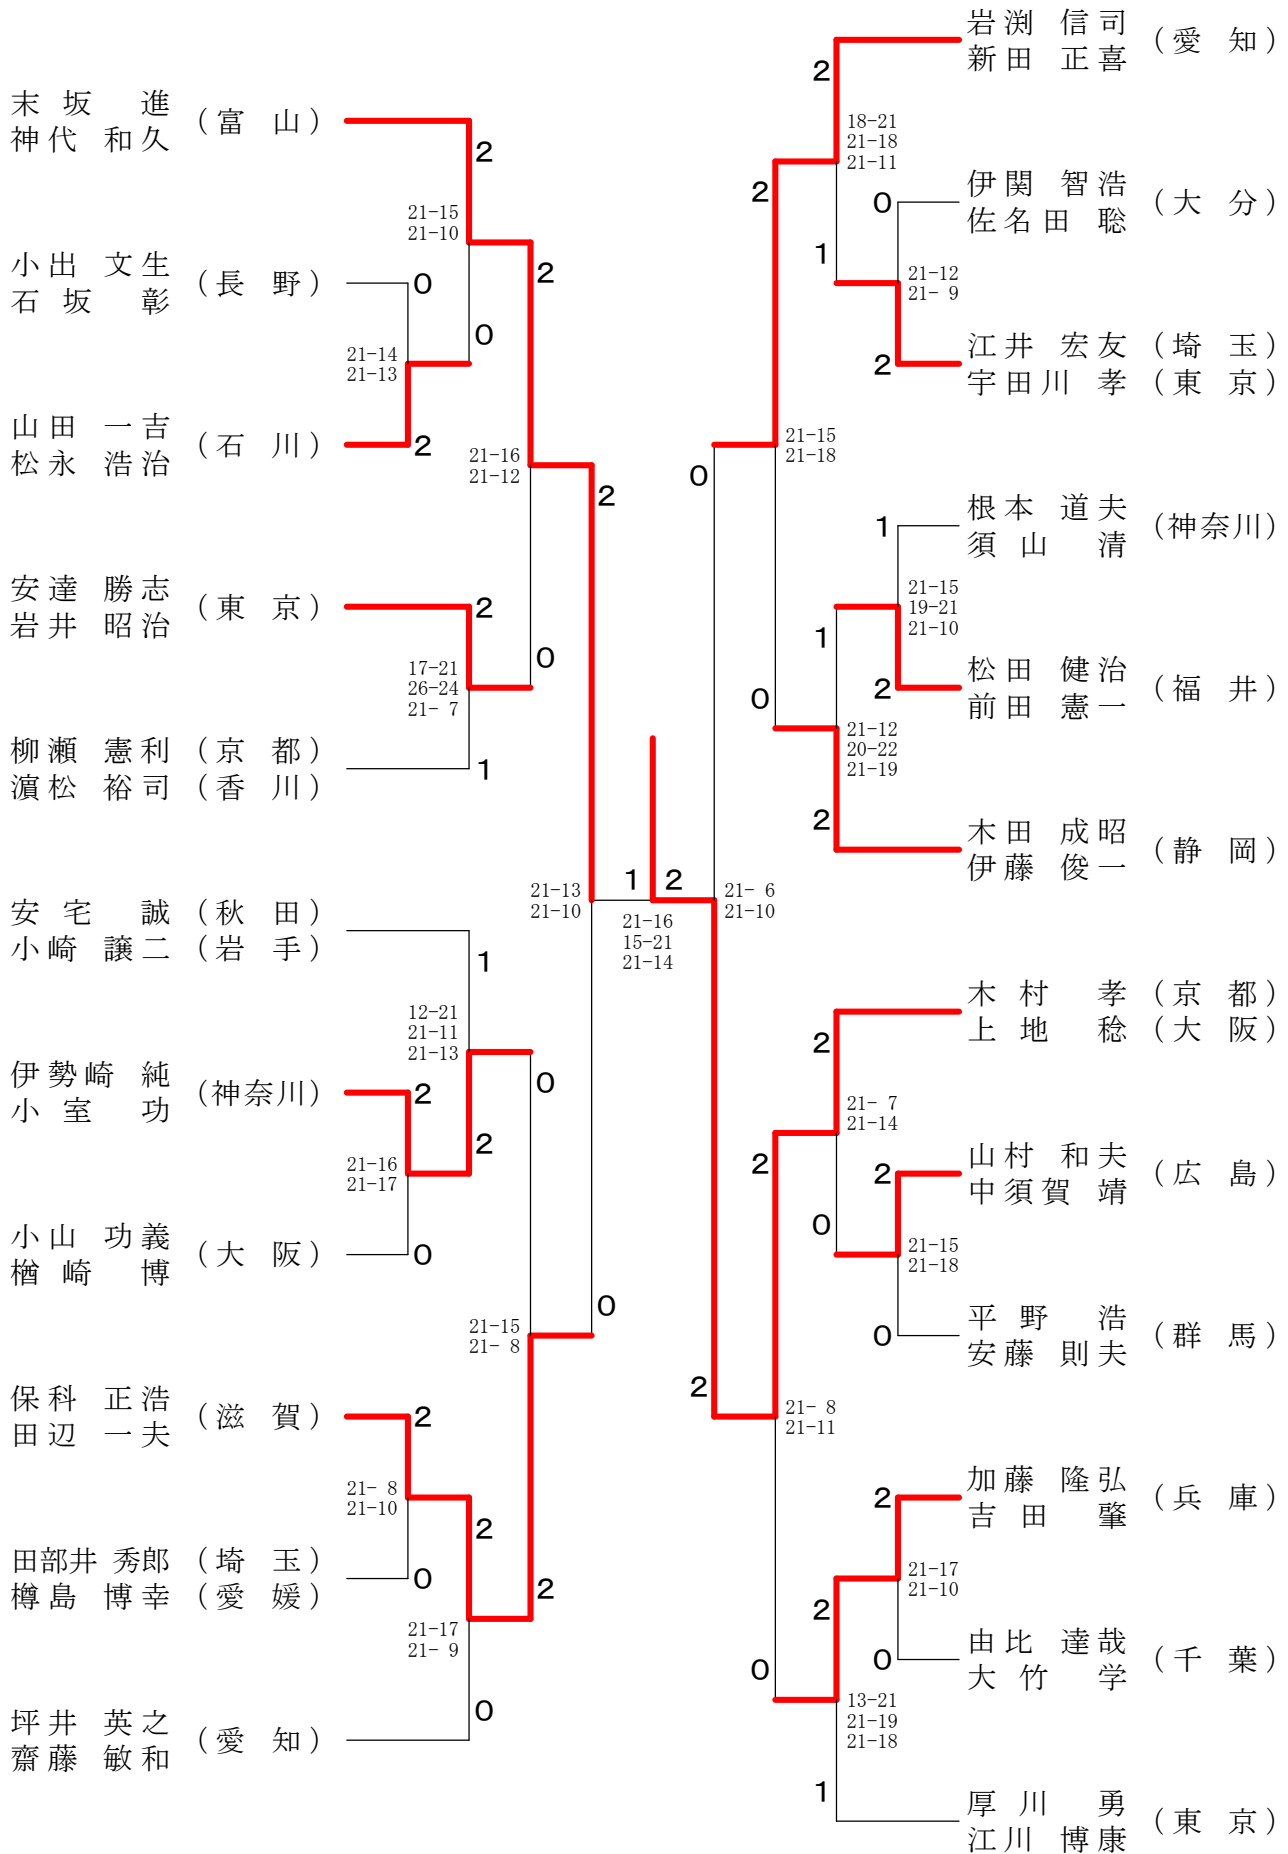 末坂 進
神代 和久
(富 山)
2
21-15
21-10
小出 文生
石坂 彰
(長 野)
0
2
0
21-14
21-13
山田 一吉
松永 浩治
(石 川)
2
21-16
21-12
2
安達 勝志
岩井 昭治
(東 京)
2
0
17-21
26-24
21- 7
柳瀬 憲利 (京 都)
濵松 裕司 (香 川)
1
21-13
21-10
安宅 誠 (秋 田)
小崎 譲二 (岩 手)
1
12-21
21-11
21-13
伊勢崎 純
小室 功
(神奈川)
2
0
2
21-16
21-17
小山 功義
楢崎 博
(大 阪)
0
0
21-15
21- 8
保科 正浩
田辺 一夫
(滋 賀)
2
21- 8
21-10
2
田部井 秀郎 (埼 玉)
樽島 博幸 (愛 媛)
0
2
21-17
21- 9
坪井 英之
齋藤 敏和
(愛 知)
0
1
2
21-16
15-21
21-14
岩渕 信司
新田 正喜
(愛 知)
2
18-21
21-18
21-11
2
伊関 智浩
佐名田 聡
(大 分)
0
1
21-12
21- 9
江井 宏友 (埼 玉)
宇田川 孝 (東 京)
2
21-15
21-18
0
根本 道夫
須山 清
(神奈川)
1
21-15
19-21
21-10
1
松田 健治
前田 憲一
(福 井)
2
0
21-12
20-22
21-19
木田 成昭
伊藤 俊一
(静 岡)
2
21- 6
21-10
木村 孝 (京 都)
上地 稔 (大 阪)
2
21- 7
21-14
山村 和夫
中須賀 靖
(広 島)
2
2
0
21-15
21-18
平野 浩
安藤 則夫
(群 馬)
0
2
21- 8
21-11
加藤 隆弘
吉田 肇
(兵 庫)
2
21-17
21-10
2
由比 達哉
大竹 学
(千 葉)
0
0
13-21
21-19
21-18
厚川 勇
江川 博康
(東 京)
1